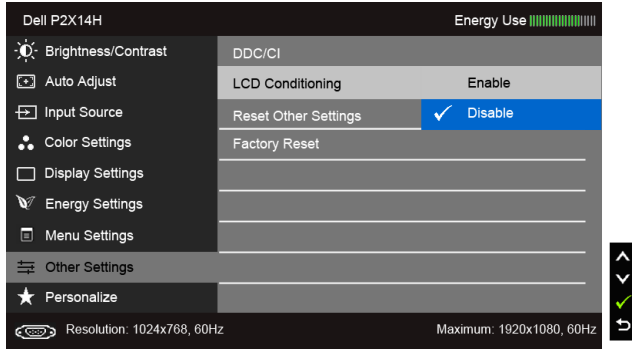 Dell P2X14H Energy Use
Brightness/Contrast DDC/CI
Auto Adjust LCD Conditioning Enable
Input Source Reset Other Settings Disable
Color Settings Factory Reset
Display Settings
Energy Settings
Menu Settings
Other Settings
Personalize
Resolution: 1024x768, 60Hz Maximum: 1920x1080, 60Hz